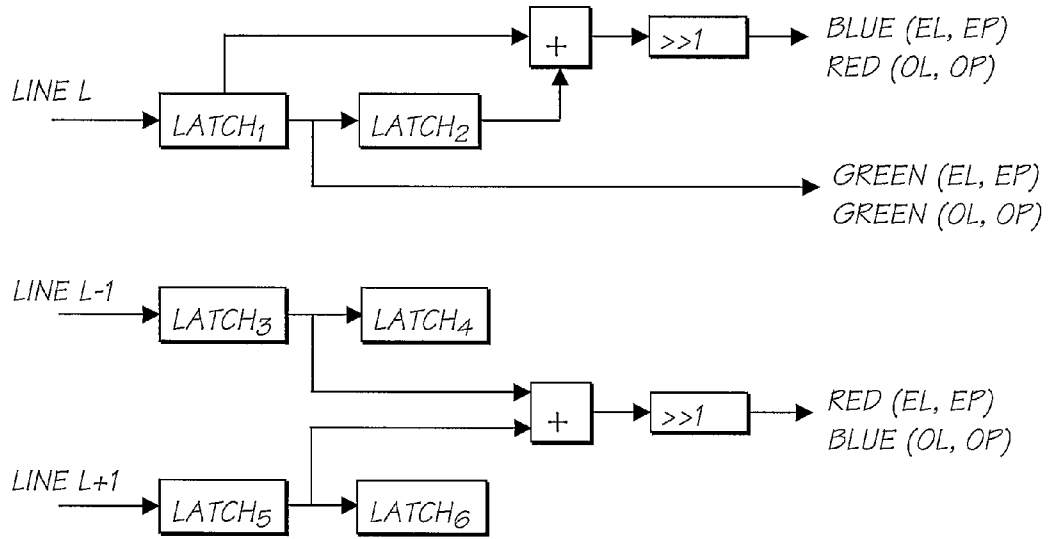 BLUE (EL, EP)
RED (OL, OP)
+
>>1
LINE L
LATCH₁
LATCH₂
GREEN (EL, EP)
GREEN (OL, OP)
LINE L-1
LATCH₃
LATCH₄
+
>>1
RED (EL, EP)
BLUE (OL, OP)
LINE L+1
LATCH₅
LATCH₆